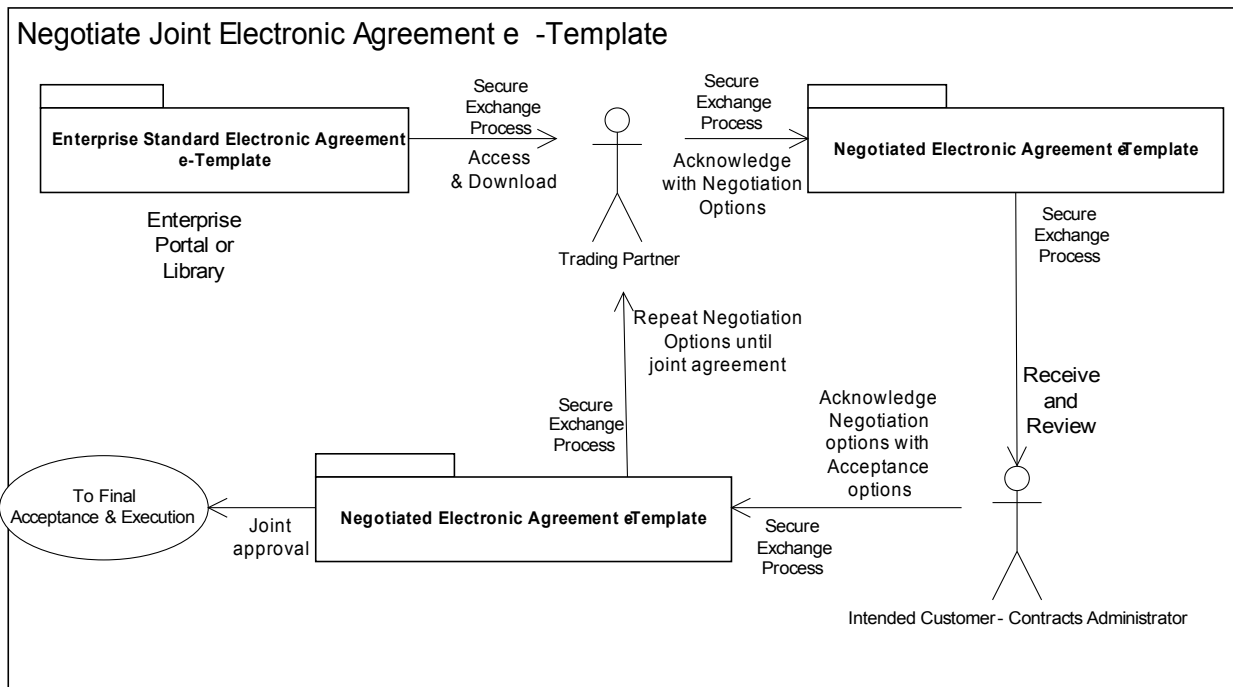 Negotiate Joint Electronic Agreement e -Template
Enterprise Standard Electronic Agreement
e-Template
Enterprise
Portal or
Library
Secure
Exchange
Process
Access
& Download
Trading Partner
Secure
Exchange
Process
Acknowledge
with Negotiation
Options
Negotiated Electronic Agreement e-Template
Secure
Exchange
Process
Receive
and
Review
Intended Customer - Contracts Administrator
Acknowledge
Negotiation
options with
Acceptance
options
Secure
Exchange
Process
Negotiated Electronic Agreement e-Template
Repeat Negotiation
Options until
joint agreement
Secure
Exchange
Process
Joint
approval
To Final
Acceptance & Execution